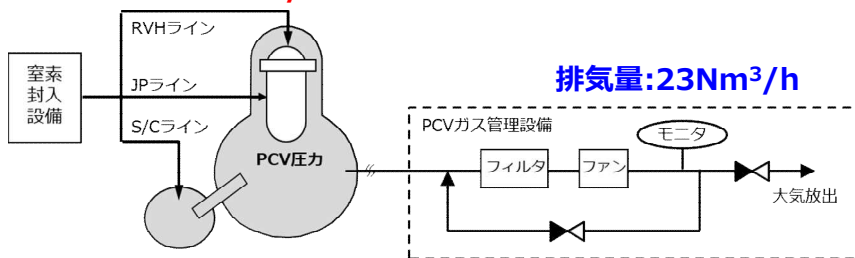 RVHライン
窒素
封入
設備
JPライン
S/Cライン
PCV圧力
排気量:23Nm³/h
PCVガス管理設備
モニタ
フィルタ
ファン
大気放出